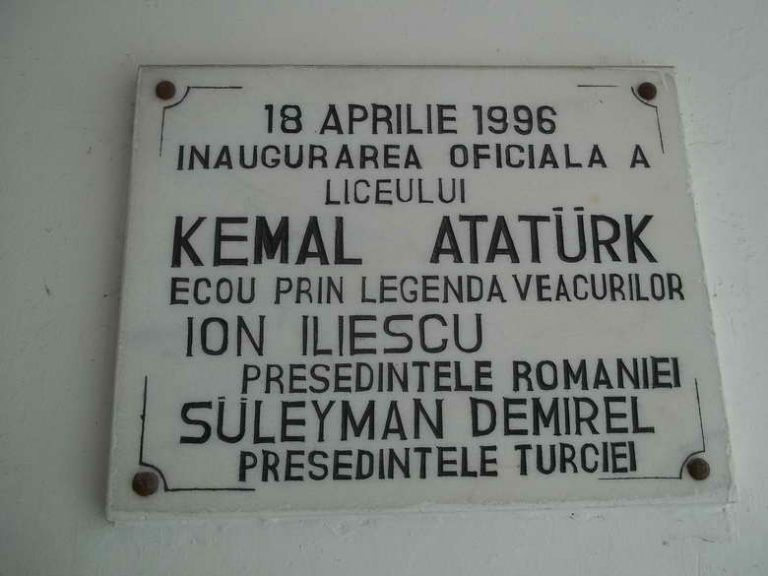 18 APRILIE 1996
INAUGURAREA OFICIALA A
LICEULUI
KEMAL ATATÜRK
ECOU PRIN LEGENDA VEACURILOR
ION ILIESCU
PRESEDINTELE ROMANIEI
SÜLEYMAN DEMIREL
PRESEDINTELE TURCIEI